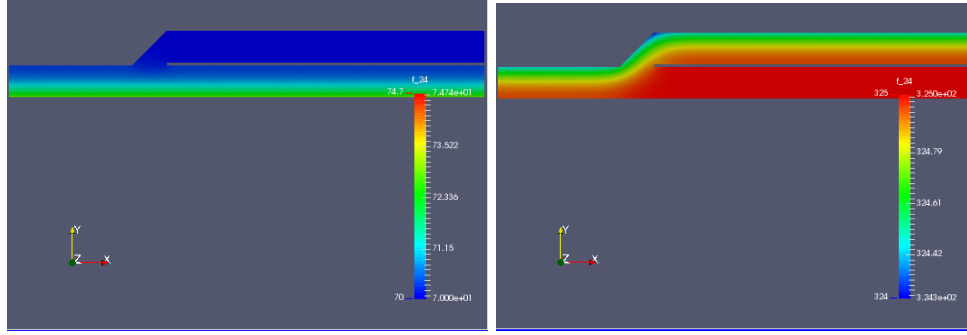 f_24
74.7
7.474e+01
73.522
72.336
71.15
70
7.000e+01
Y
Z
X
f_24
325
3.250e+02
324.79
324.61
324.42
324
3.243e+02
Y
Z
X